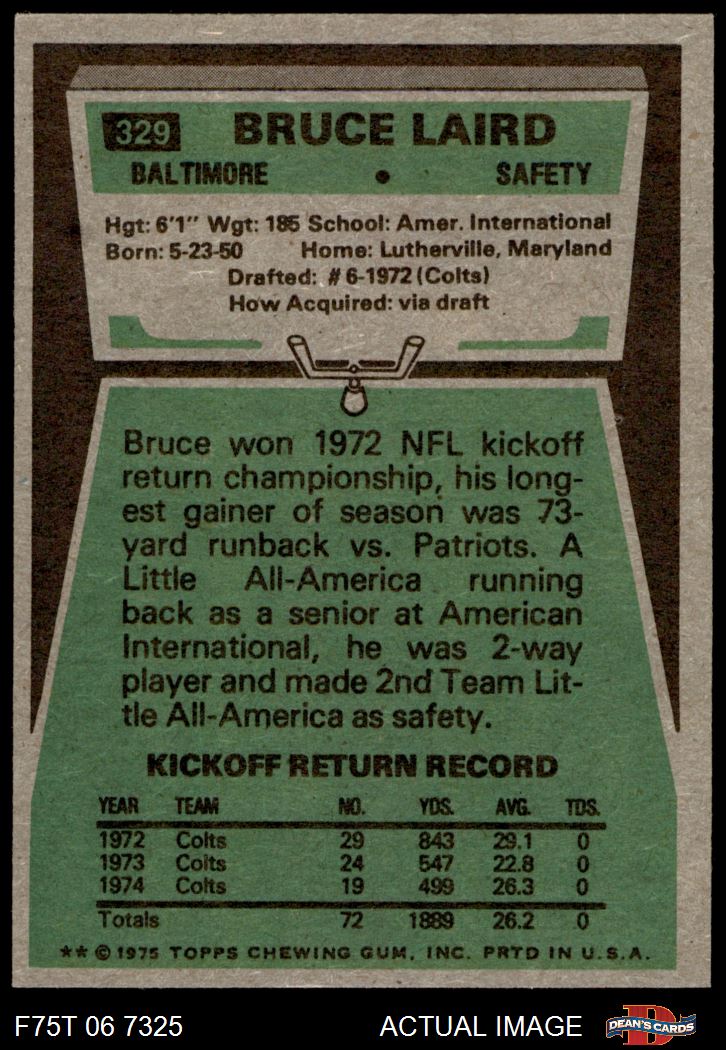 329 BRUCE LAIRD
BALTIMORE • SAFETY
Hgt: 6'1" Wgt: 185 School: Amer. International
Born: 5-23-50 Home: Lutherville, Maryland
Drafted: #6-1972 (Colts)
How Acquired: via draft
Bruce won 1972 NFL kickoff
return championship, his long-
est gainer of season was 73-
yard runback vs. Patriots. A
Little All-America running
back as a senior at American
International, he was 2-way
player and made 2nd Team Lit-
tle All-America as safety.
KICKOFF RETURN RECORD
YEAR TEAM NO. YDS. AVG. TDS.
1972 Colts 29 843 29.1 0
1973 Colts 24 547 22.8 0
1974 Colts 19 499 26.3 0
Totals 72 1889 26.2 0
** © 1975 TOPPS CHEWING GUM, INC. PRTD IN U.S.A.
F75T 06 7325 ACTUAL IMAGE D DEAN'S CARDS